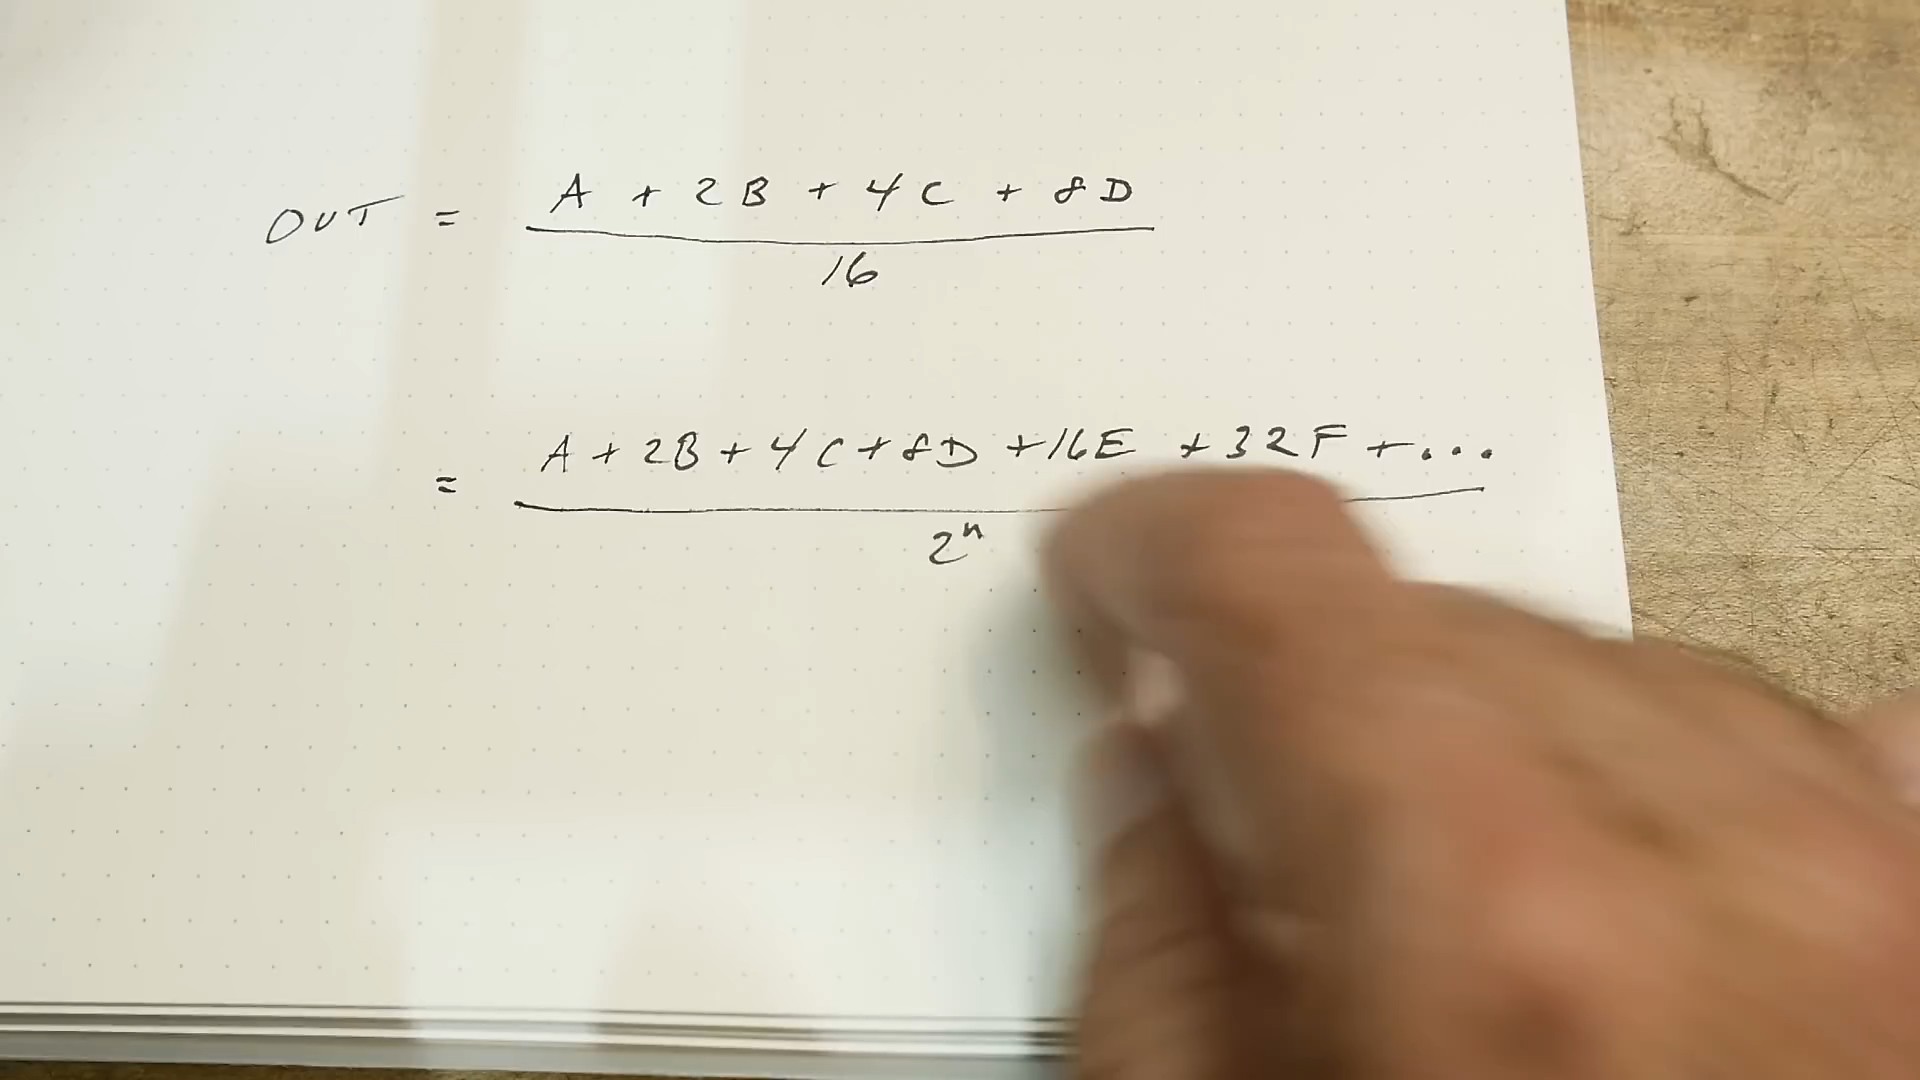 OUT = A + 2B + 4C + 8D
16
= A + 2B + 4C + 8D + 16E + 32F + ...
2ⁿ